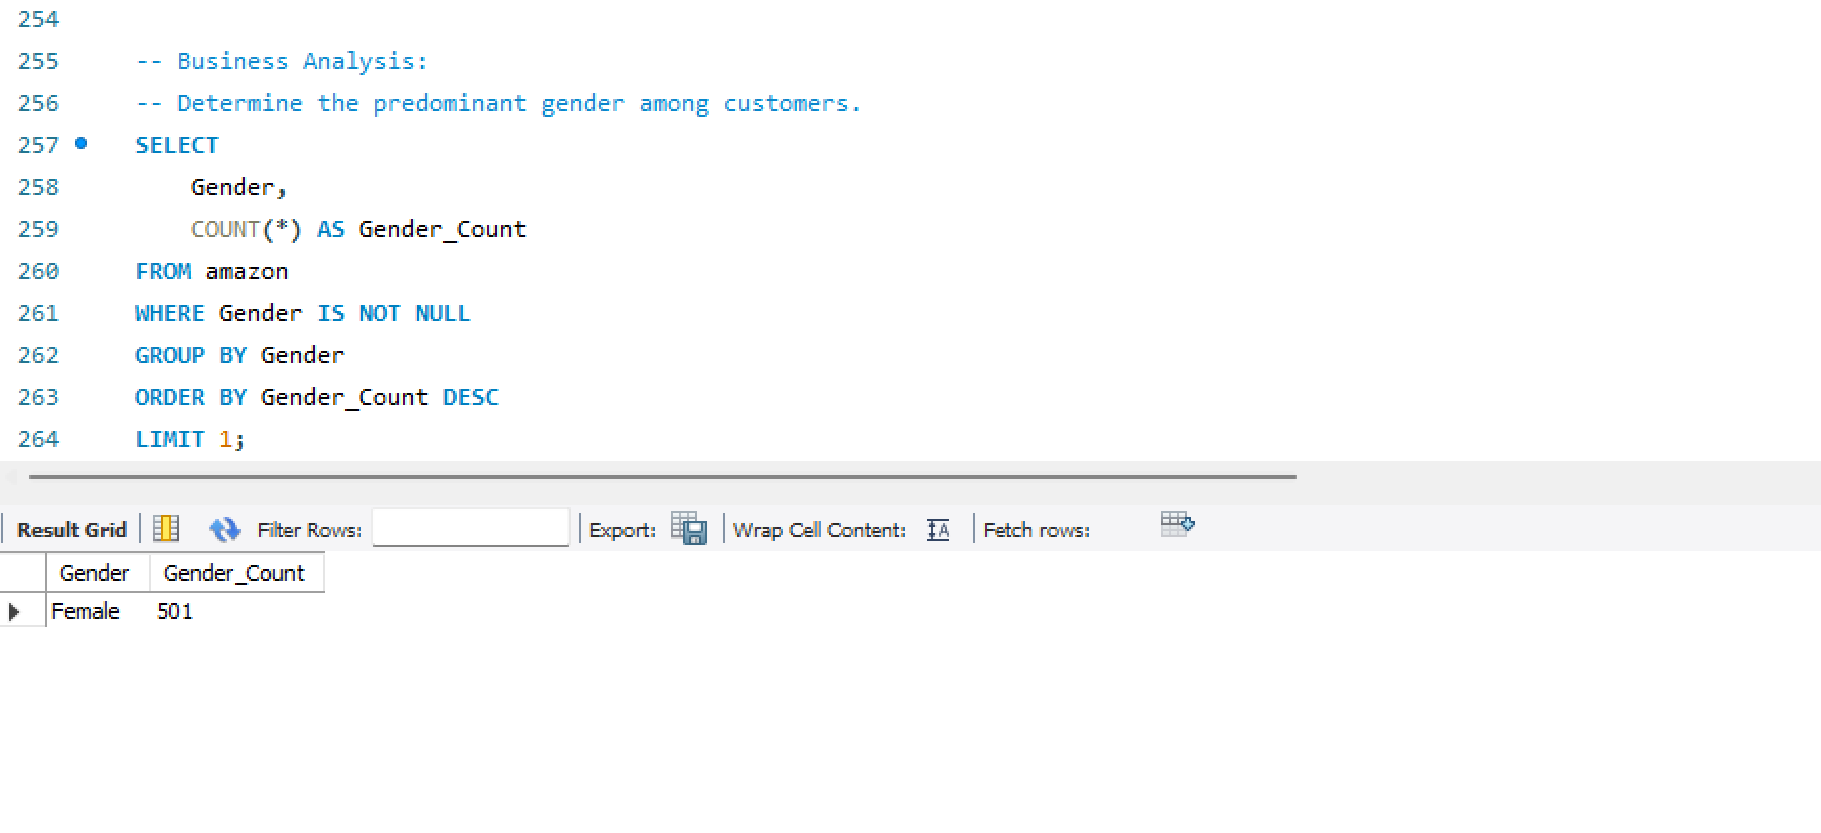 254
255 -- Business Analysis:
256 -- Determine the predominant gender among customers.
257 SELECT
258 Gender,
259 COUNT(*) AS Gender_Count
260 FROM amazon
261 WHERE Gender IS NOT NULL
262 GROUP BY Gender
263 ORDER BY Gender_Count DESC
264 LIMIT 1;
Result Grid Filter Rows: Export: Wrap Cell Content: Fetch rows:
Gender Gender_Count
Female 501